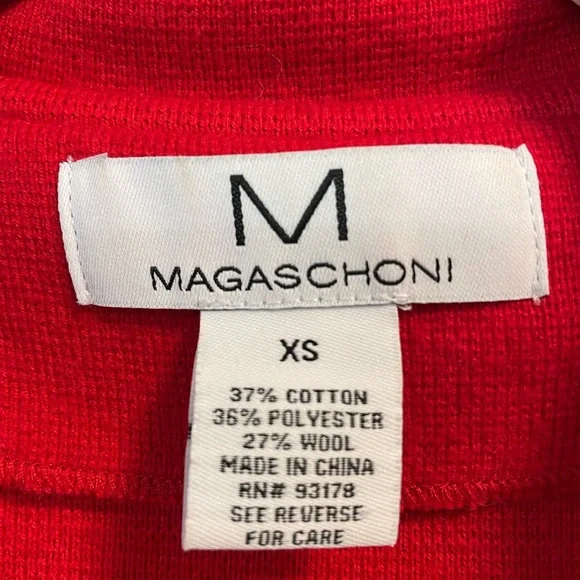 M
MAGASCHONI
XS
37% COTTON
36% POLYESTER
27% WOOL
MADE IN CHINA
RN# 93178
SEE REVERSE
FOR CARE